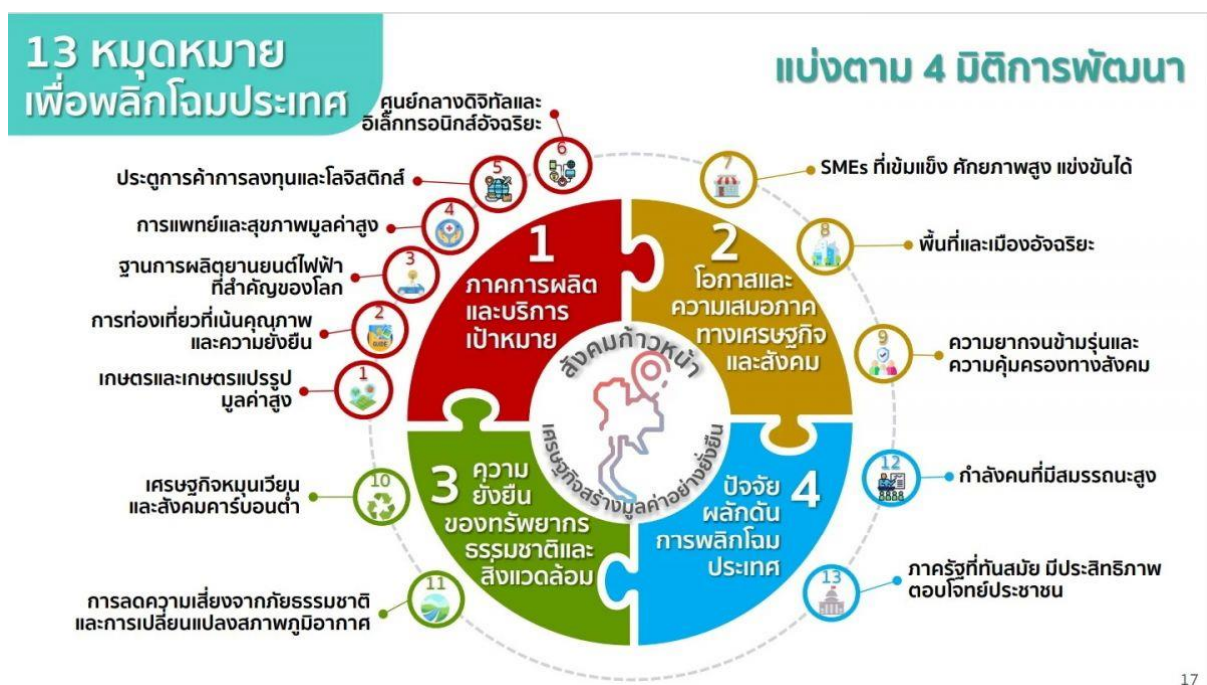 13 หมุดหมาย
เพื่อพลิกโฉมประเทศ
แบ่งตาม 4 มิติการพัฒนา
ศูนย์กลางดิจิทัลและ
อิเล็กทรอนิกส์อัจฉริยะ
6
ประตูการค้าการลงทุนและโลจิสติกส์
5
การแพทย์และสุขภาพมูลค่าสูง
4
ฐานการผลิตยานยนต์ไฟฟ้า
ที่สำคัญของโลก
3
การท่องเที่ยวที่เน้นคุณภาพ
และความยั่งยืน
2
GUIDE
เกษตรและเกษตรแปรรูป
มูลค่าสูง
1
1
ภาคการผลิต
และบริการ
เป้าหมาย
2
โอกาสและ
ความเสมอภาค
ทางเศรษฐกิจ
และสังคม
7
SMEs ที่เข้มแข็ง ศักยภาพสูง แข่งขันได้
8
พื้นที่และเมืองอัจฉริยะ
9
ความยากจนข้ามรุ่นและ
ความคุ้มครองทางสังคม
สังคมก้าวหน้า
เศรษฐกิจสร้างมูลค่าอย่างยั่งยืน
3 ความ
ยั่งยืน
ของทรัพยากร
ธรรมชาติและ
สิ่งแวดล้อม
เศรษฐกิจหมุนเวียน
และสังคมคาร์บอนต่ำ
10
การลดความเสี่ยงจากภัยธรรมชาติ
และการเปลี่ยนแปลงสภาพภูมิอากาศ
11
4
ปัจจัย
ผลักดัน
การพลิกโฉม
ประเทศ
12
กำลังคนที่มีสมรรถนะสูง
13
ภาครัฐที่ทันสมัย มีประสิทธิภาพ
ตอบโจทย์ประชาชน
17